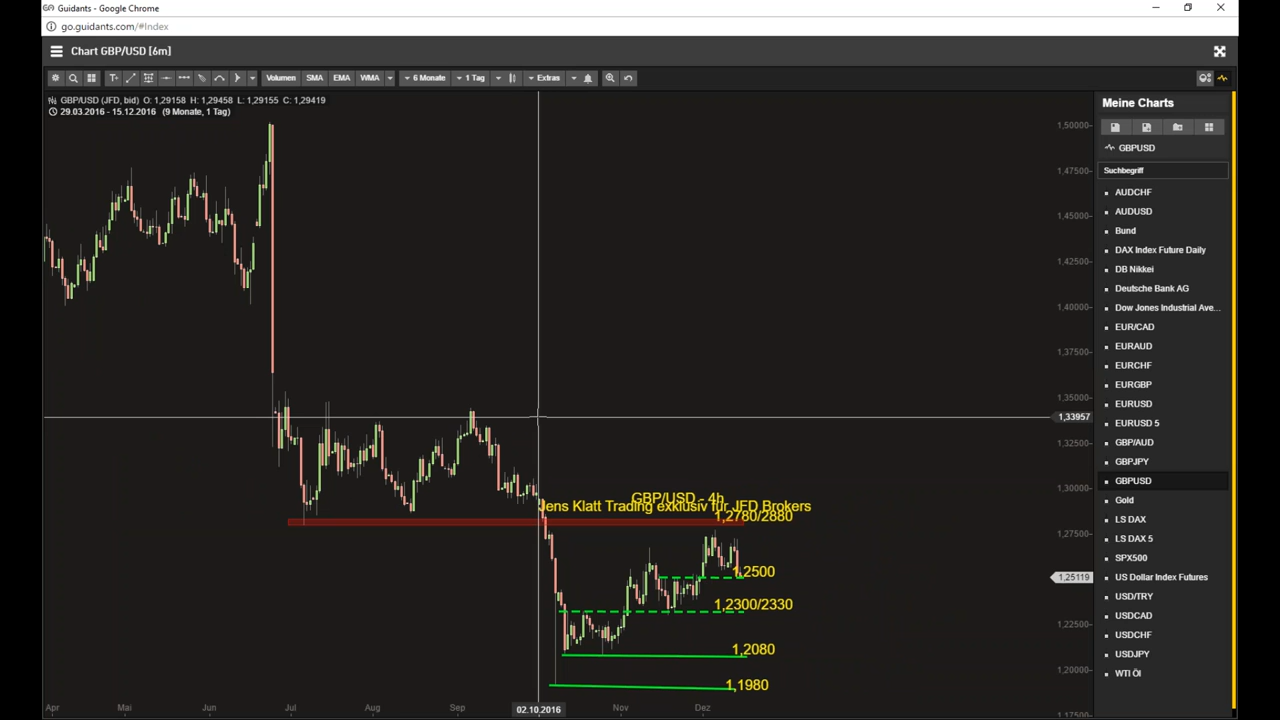 Guidants - Google Chrome
go.guidants.com/#Index
Chart GBP/USD [6m]
Volumen SMA EMA WMA 6 Monate 1 Tag Extras
GBP/USD (JFD, bid) O: 1,29158 H: 1,29458 L: 1,29155 C: 1,29419
29.03.2016 - 15.12.2016 (9 Monate, 1 Tag)
1,50000
1,47500
1,45000
1,42500
1,40000
1,37500
1,35000
1,33957
1,32500
1,30000
1,27500
1,25119
1,22500
1,20000
1,17500
GBP/USD - 4h
Jens Klatt Trading exklusiv für JFD Brokers
1,2780/2880
1,2500
1,2300/2330
1,2080
1,1980
Apr Mai Jun Jul Aug Sep 02.10.2016 Nov Dez
Meine Charts
GBPUSD
Suchbegriff
AUDCHF
AUDUSD
Bund
DAX Index Future Daily
DB Nikkei
Deutsche Bank AG
Dow Jones Industrial Ave...
EUR/CAD
EURAUD
EURCHF
EURGBP
EURUSD
EURUSD 5
GBP/AUD
GBPJPY
GBPUSD
Gold
LS DAX
LS DAX 5
SPX500
US Dollar Index Futures
USD/TRY
USDCAD
USDCHF
USDJPY
WTI Öl